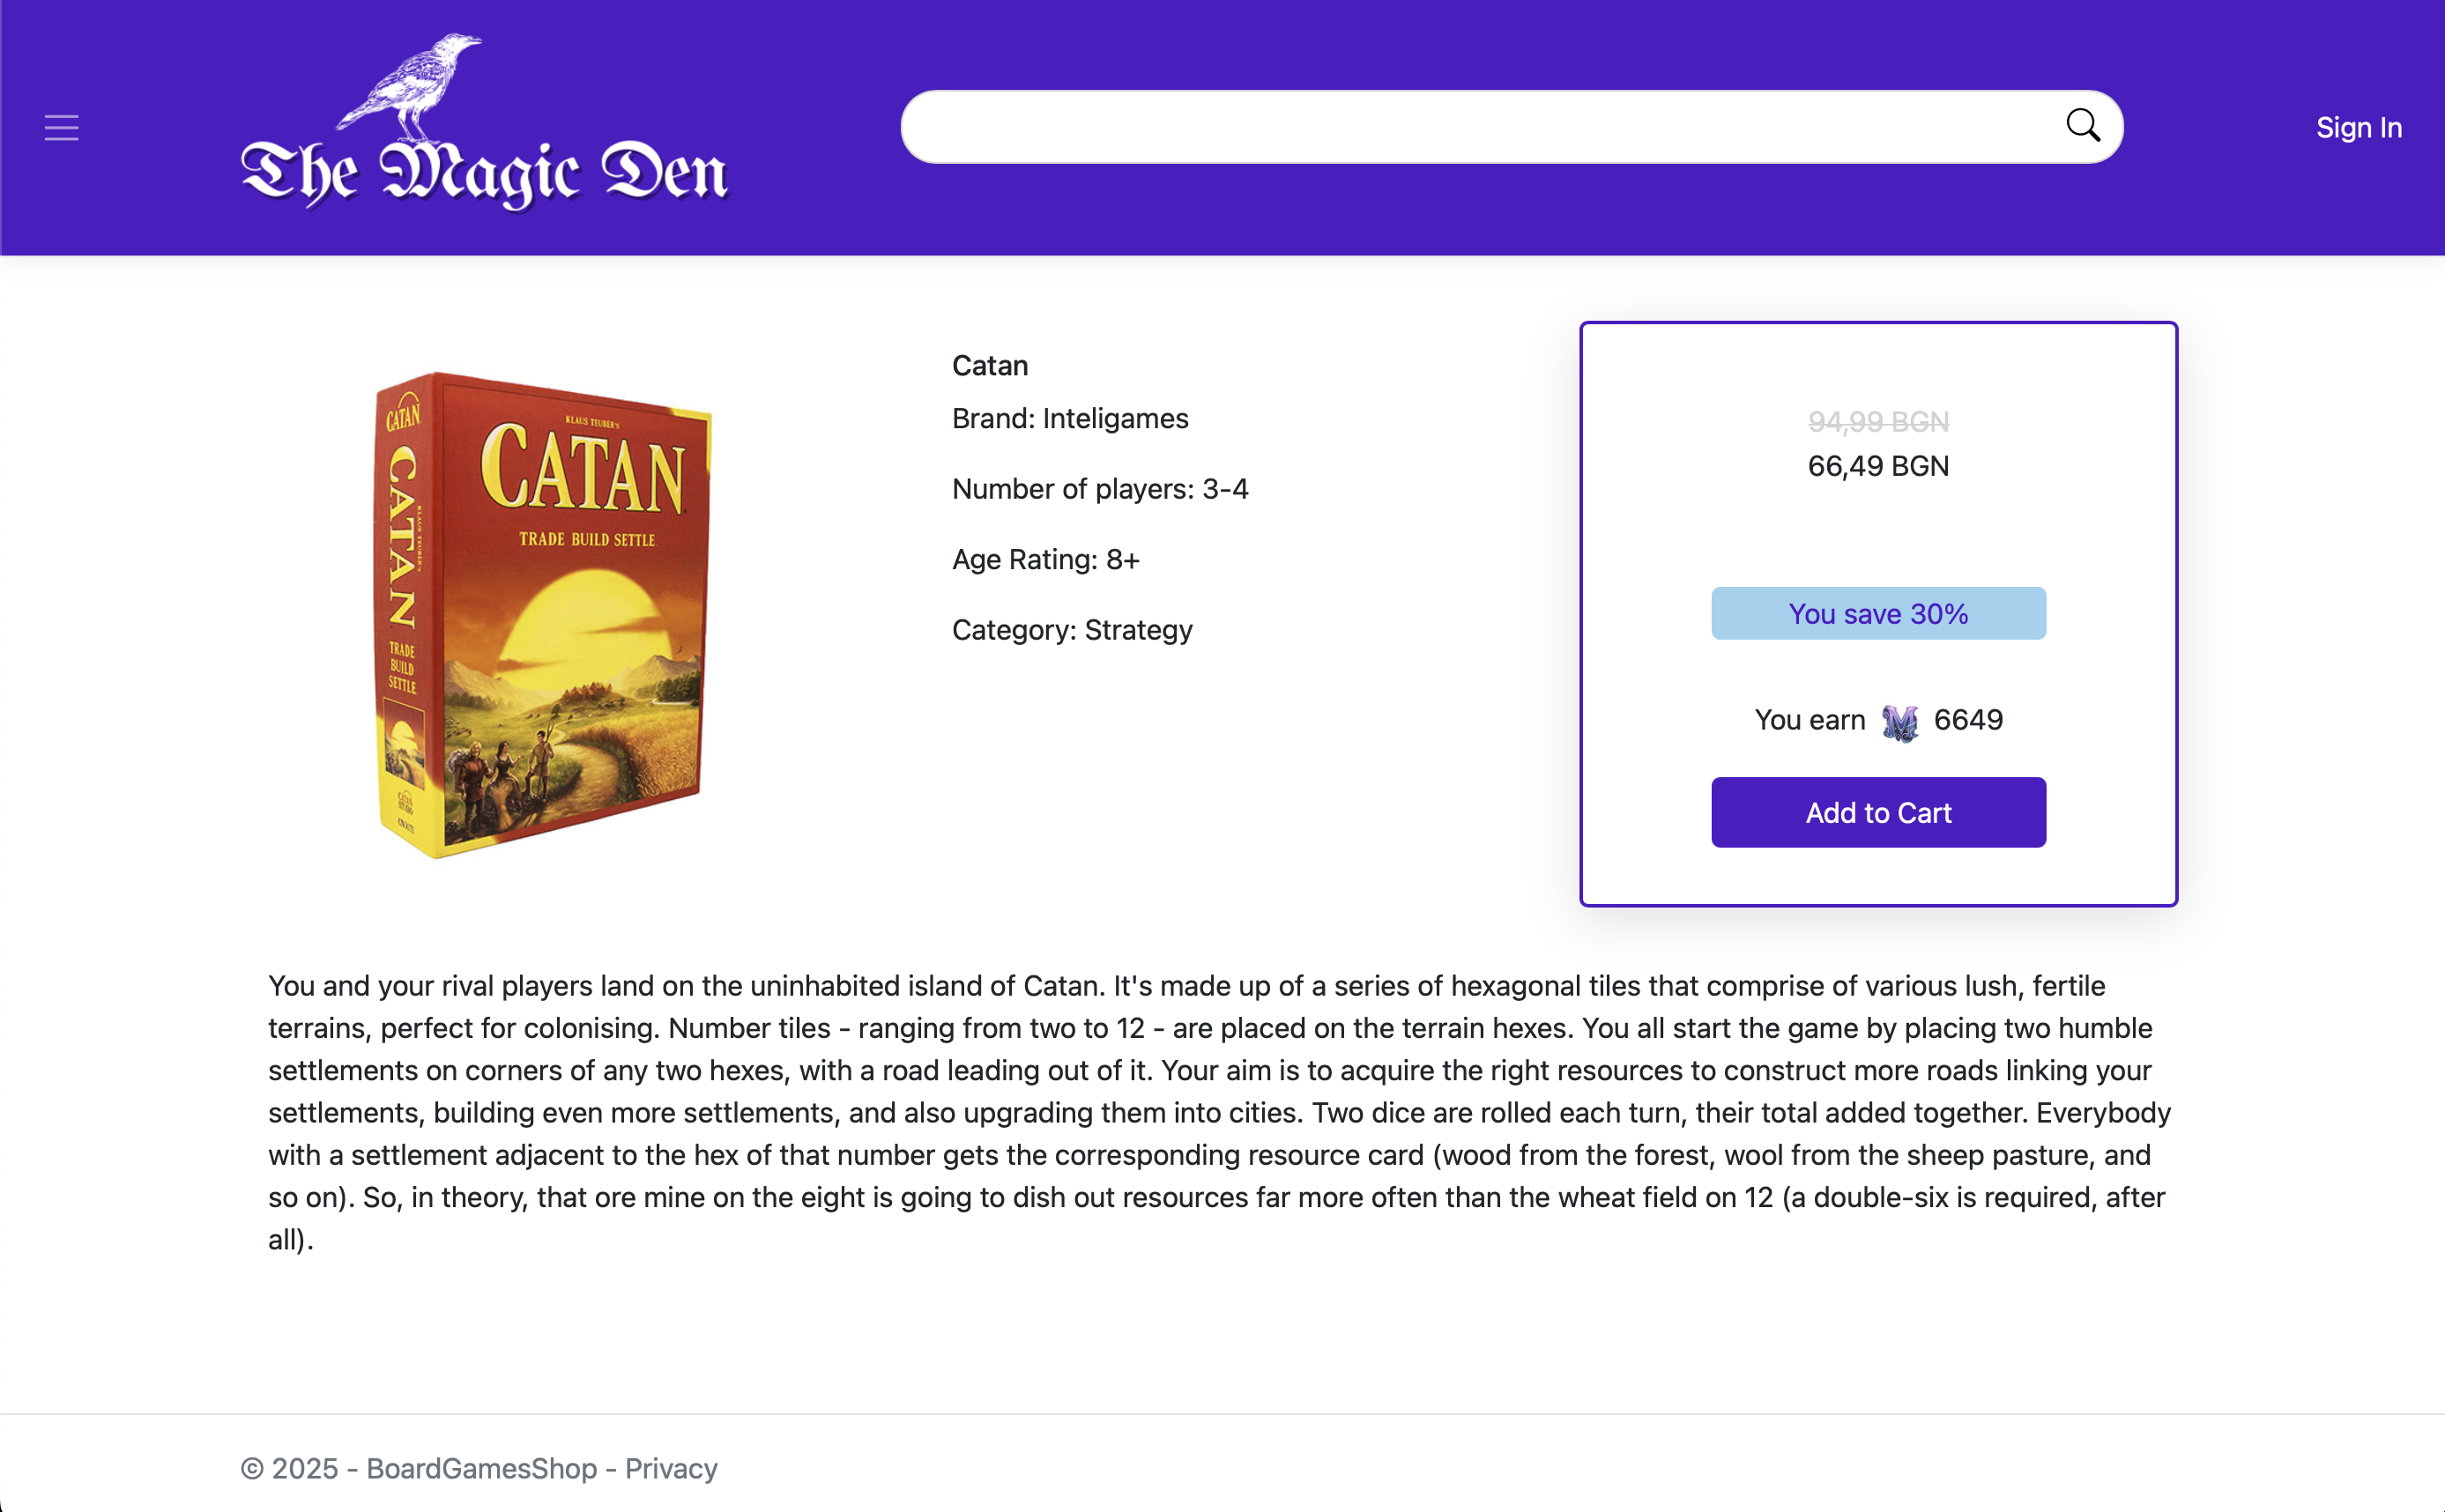 The Magic Den
Sign In
CATAN
CATAN
KLAUS TEUBER'S
TRADE
BUILD
SETTLE
KLAUS TEUBER'S
CATAN
TRADE BUILD SETTLE
Catan
Brand: Inteligames
Number of players: 3-4
Age Rating: 8+
Category: Strategy
94,99 BGN
66,49 BGN
You save 30%
You earn M 6649
Add to Cart
You and your rival players land on the uninhabited island of Catan. It's made up of a series of hexagonal tiles that comprise of various lush, fertile
terrains, perfect for colonising. Number tiles - ranging from two to 12 - are placed on the terrain hexes. You all start the game by placing two humble
settlements on corners of any two hexes, with a road leading out of it. Your aim is to acquire the right resources to construct more roads linking your
settlements, building even more settlements, and also upgrading them into cities. Two dice are rolled each turn, their total added together. Everybody
with a settlement adjacent to the hex of that number gets the corresponding resource card (wood from the forest, wool from the sheep pasture, and
so on). So, in theory, that ore mine on the eight is going to dish out resources far more often than the wheat field on 12 (a double-six is required, after
all).
© 2025 - BoardGamesShop - Privacy